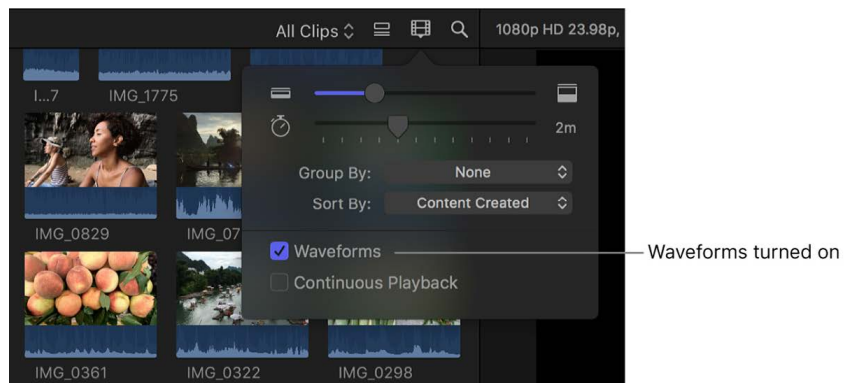 All Clips
1080p HD 23.98p,
I...7
IMG_1775
2m
Group By: None
Sort By: Content Created
IMG_0829
IMG_07
Waveforms
Waveforms turned on
Continuous Playback
IMG_0361
IMG_0322
IMG_0298